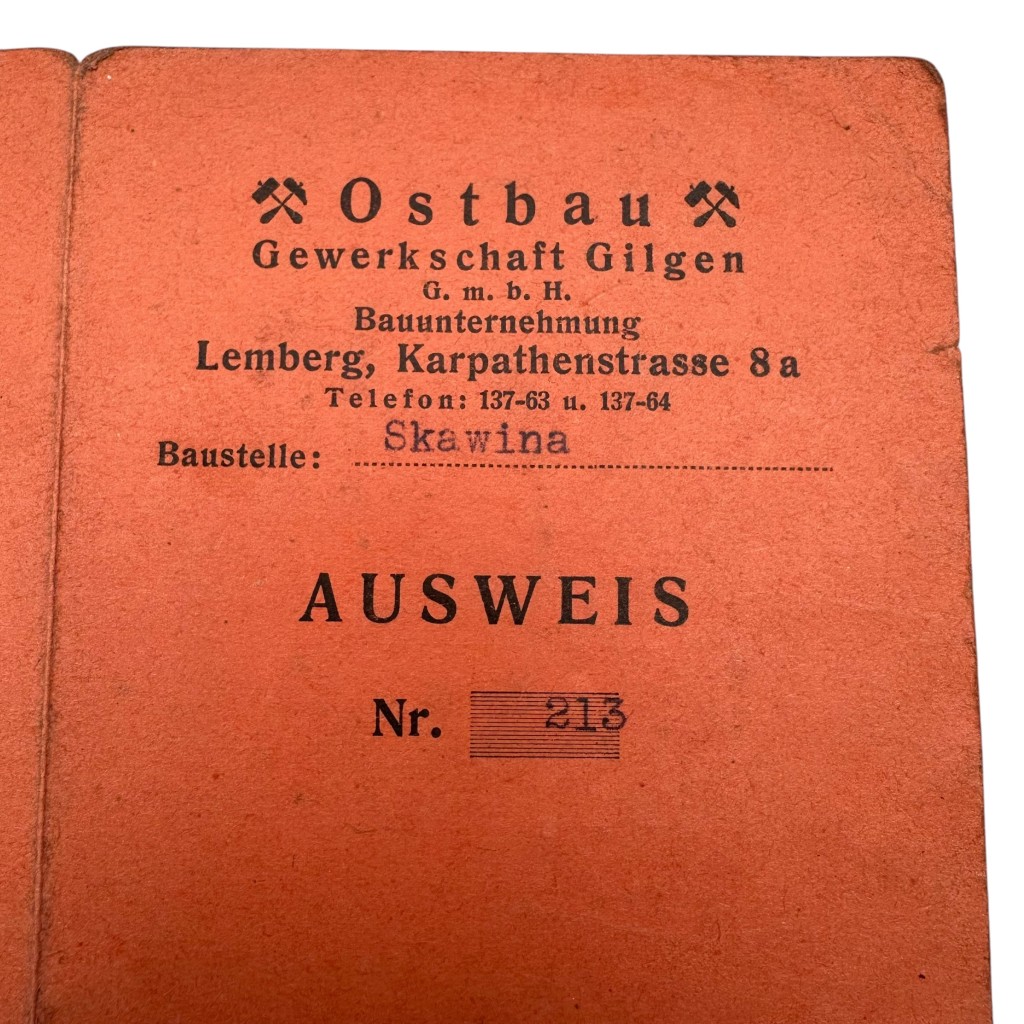 Ostbau
Gewerkschaft Gilgen
G. m. b. H.
Bauunternehmung
Lemberg, Karpathenstrasse 8a
Telefon: 137-63 u. 137-64
Baustelle: Skawina
AUSWEIS
Nr. 213